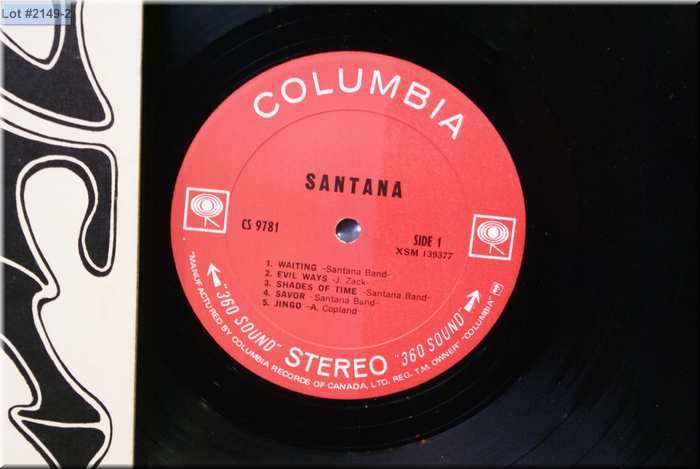 Lot #2149-2
COLUMBIA
SANTANA
CS 9781
SIDE 1
XSM 139377
1. WAITING -Santana Band-
2. EVIL WAYS -J. Zack-
3. SHADES OF TIME -Santana Band-
4. SAVOR -Santana Band-
5. JINGO -A. Copland-
"360 SOUND" STEREO "360 SOUND"
"MANUFACTURED BY COLUMBIA RECORDS OF CANADA, LTD. REG. T.M. OWNER "COLUMBIA"